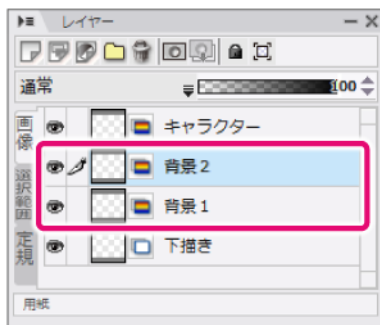 レイヤー
通常 100
画像
選択範囲
定規
キャラクター
背景2
背景1
下描き
用紙